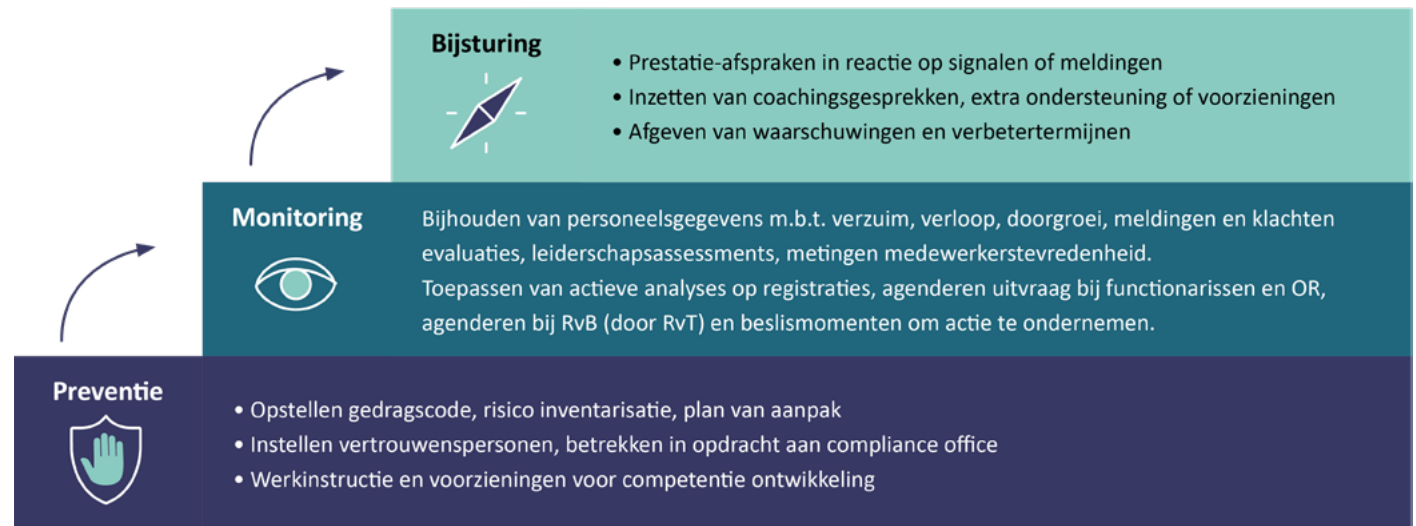 Bijsturing
• Prestatie-afspraken in reactie op signalen of meldingen
• Inzetten van coachingsgesprekken, extra ondersteuning of voorzieningen
• Afgeven van waarschuwingen en verbetertermijnen
Monitoring
Bijhouden van personeelsgegevens m.b.t. verzuim, verloop, doorgroei, meldingen en klachten
evaluaties, leiderschapsassessments, metingen medewerkerstevredenheid.
Toepassen van actieve analyses op registraties, agenderen uitvraag bij functionarissen en OR,
agenderen bij RvB (door RvT) en beslismomenten om actie te ondernemen.
Preventie
• Opstellen gedragscode, risico inventarisatie, plan van aanpak
• Instellen vertrouwenspersonen, betrekken in opdracht aan compliance office
• Werkinstructie en voorzieningen voor competentie ontwikkeling